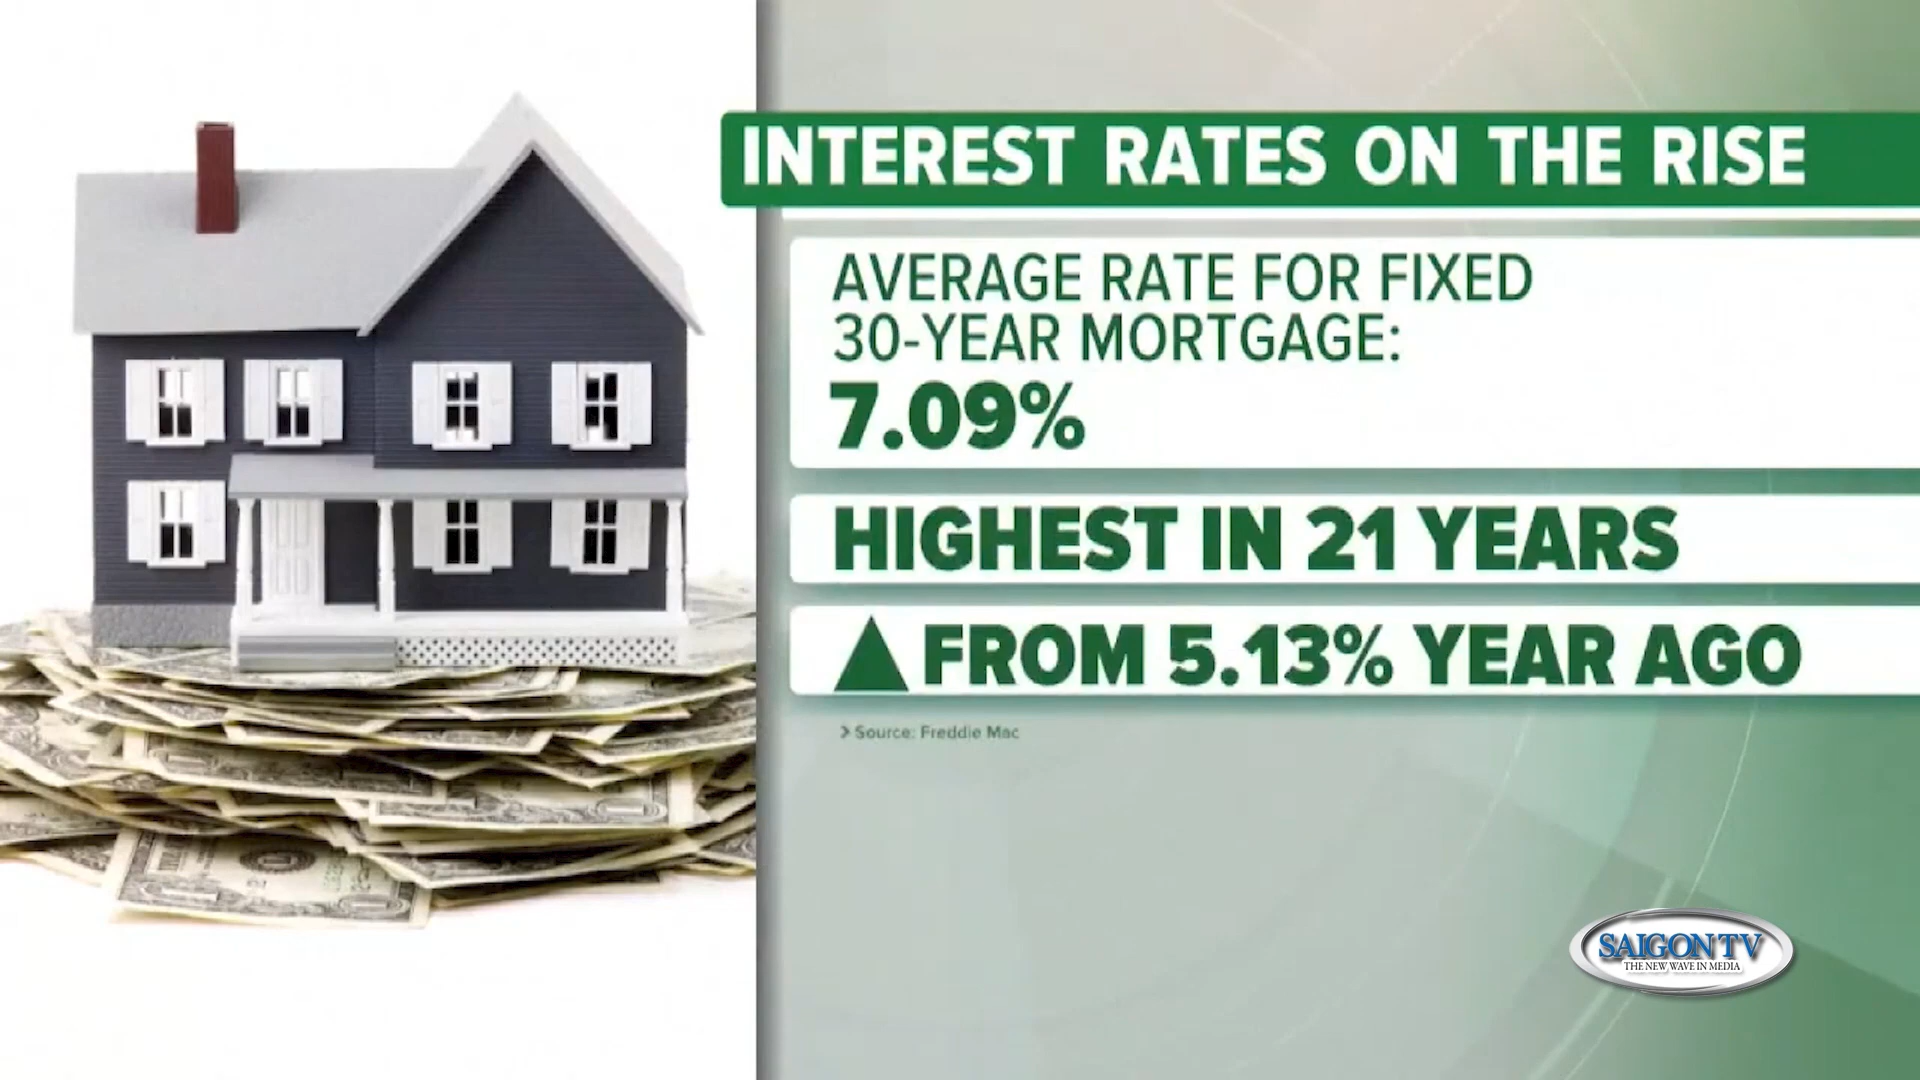 INTEREST RATES ON THE RISE
AVERAGE RATE FOR FIXED
30-YEAR MORTGAGE:
7.09%
HIGHEST IN 21 YEARS
▲FROM 5.13% YEAR AGO
> Source: Freddie Mac
SAIGON TV
THE NEW WAVE IN MEDIA